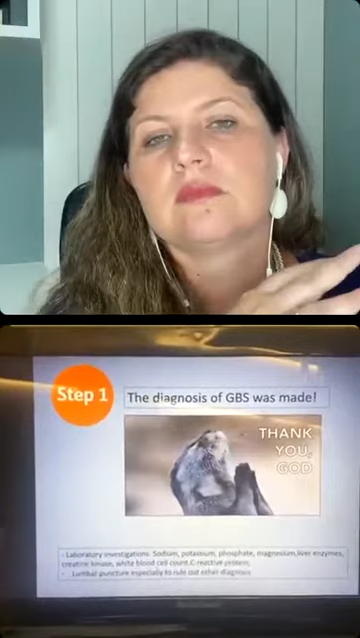 Step 1
The diagnosis of GBS was made!
THANK
YOU,
GOD
- Laboratory investigations: Sodium, potassium, phosphate, magnesium,liver enzymes,
creatine kinase, white blood cell count,C-reactive protein;
- Lumbar puncture especially to rule out other diagnosis